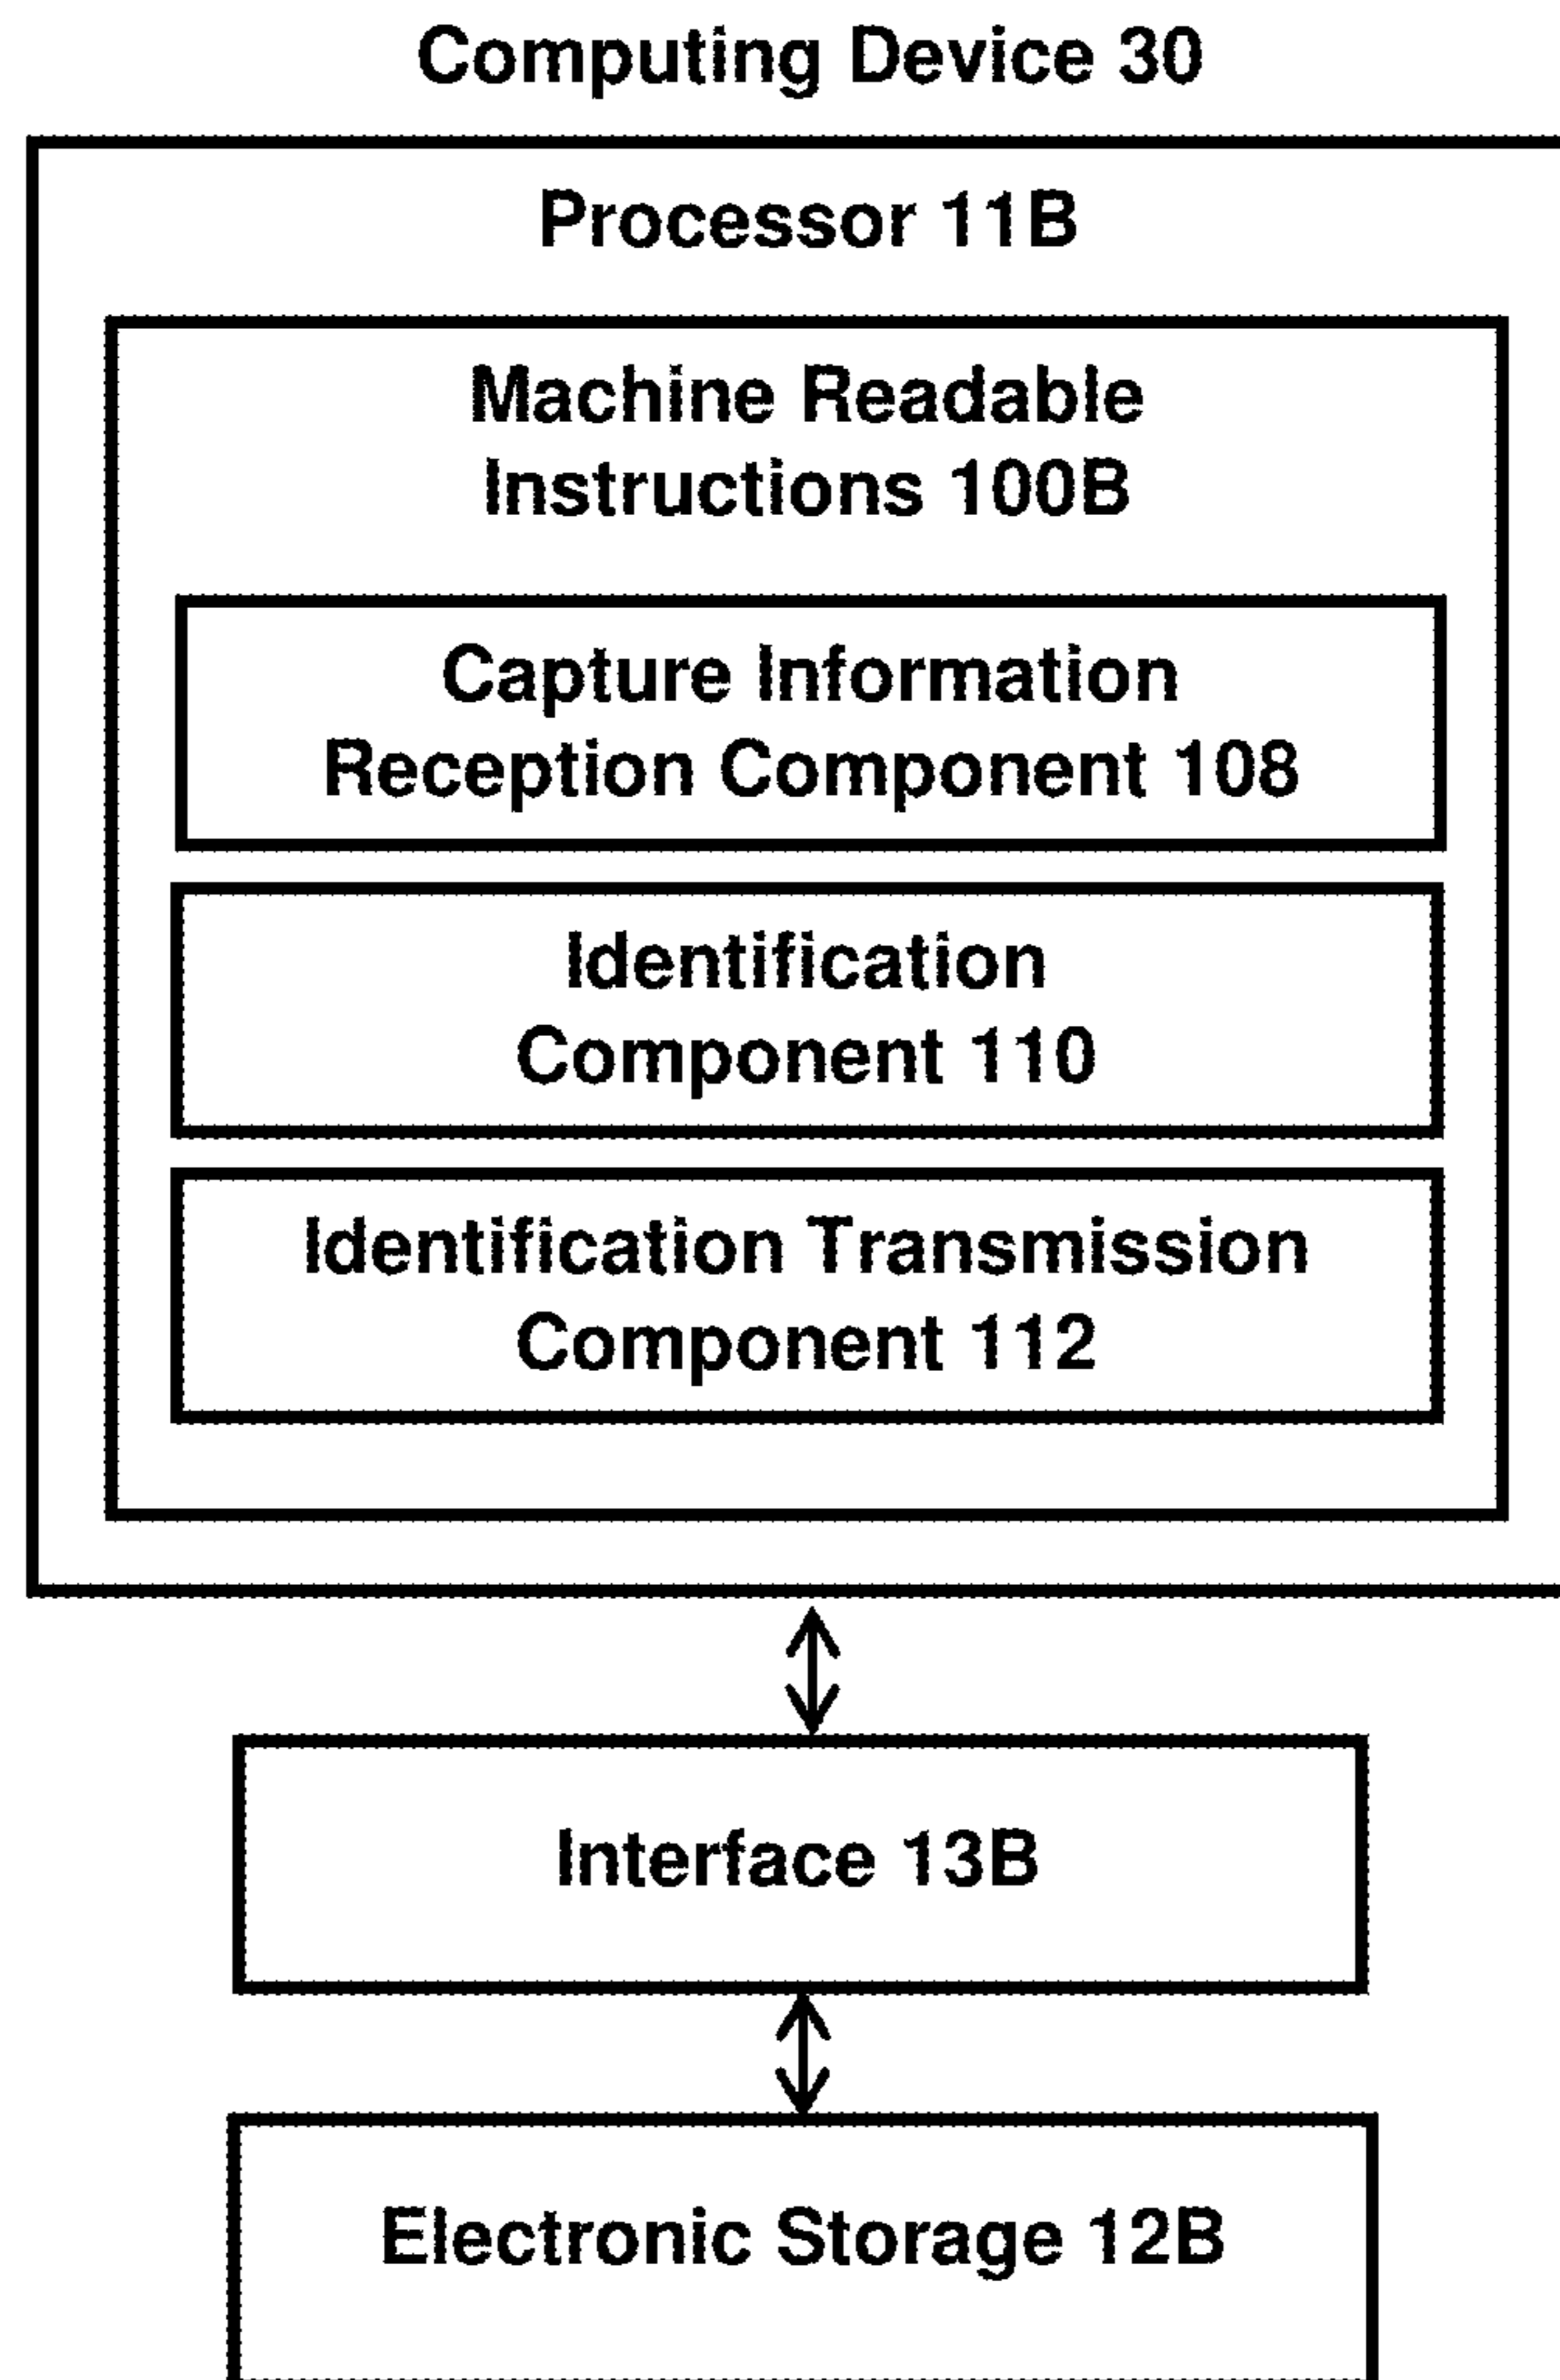 Computing Device 30
Processor 11B
Machine Readable
Instructions 100B
Capture Information
Reception Component 108
Identification
Component 110
Identification Transmission
Component 112
Interface 13B
Electronic Storage 12B